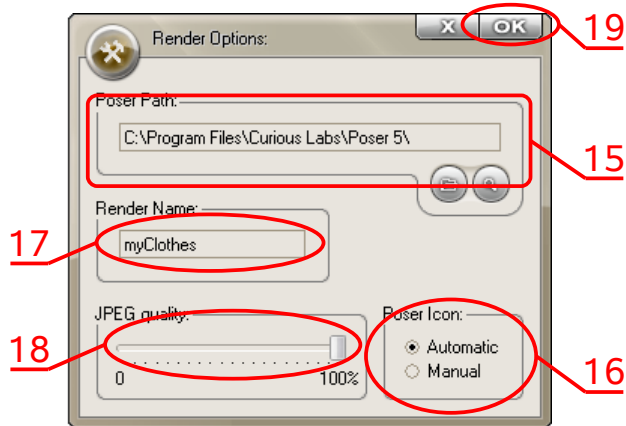 Render Options:
X OK
19
Poser Path:
C:\Program Files\Curious Labs\Poser 5\
15
Render Name:
myClothes
17
JPEG quality:
0 100%
18
Poser Icon:
Automatic
Manual
16